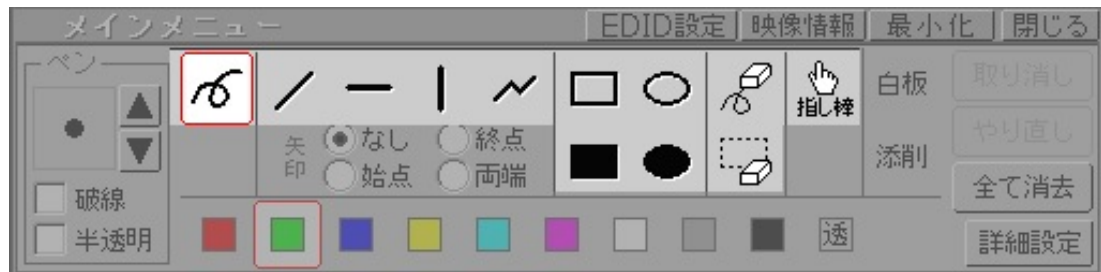 メインメニュー EDID設定 映像情報 最小化 閉じる
ペン
指し棒
白板
取り消し
矢印
なし
終点
始点
両端
添削
やり直し
破線
全て消去
半透明
透
詳細設定